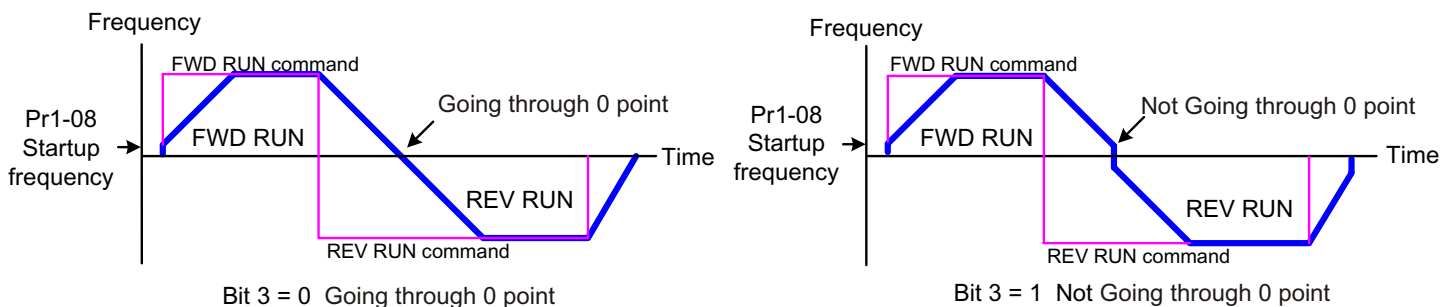 Frequency
FWD RUN command
Going through 0 point
Pr1-08
Startup
frequency
FWD RUN
Time
REV RUN
REV RUN command
Bit 3 = 0 Going through 0 point
Frequency
FWD RUN command
Not Going through 0 point
Pr1-08
Startup
frequency
FWD RUN
Time
REV RUN
REV RUN command
Bit 3 = 1 Not Going through 0 point